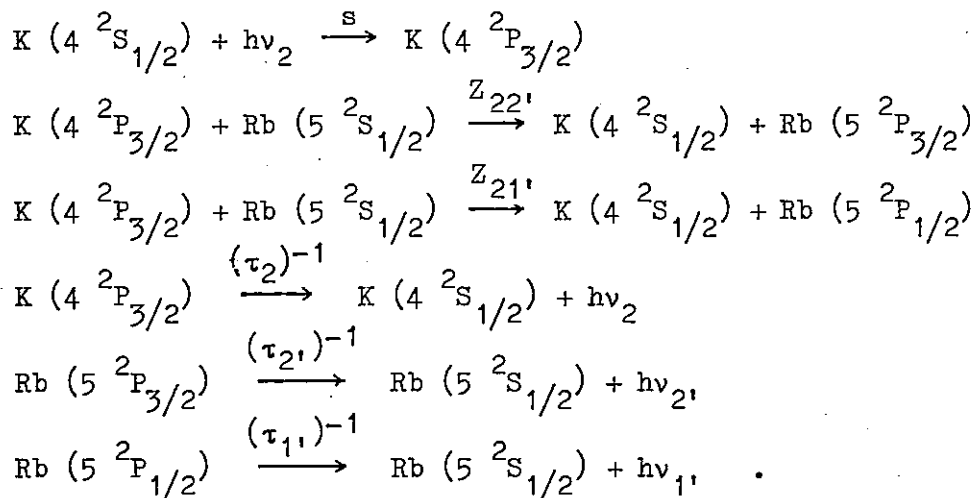 K (4 ²S₁/₂) + hν₂ —s→ K (4 ²P₃/₂)
K (4 ²P₃/₂) + Rb (5 ²S₁/₂) —Z₂₂'→ K (4 ²S₁/₂) + Rb (5 ²P₃/₂)
K (4 ²P₃/₂) + Rb (5 ²S₁/₂) —Z₂₁'→ K (4 ²S₁/₂) + Rb (5 ²P₁/₂)
K (4 ²P₃/₂) —(τ₂)⁻¹→ K (4 ²S₁/₂) + hν₂
Rb (5 ²P₃/₂) —(τ₂')⁻¹→ Rb (5 ²S₁/₂) + hν₂'
Rb (5 ²P₁/₂) —(τ₁')⁻¹→ Rb (5 ²S₁/₂) + hν₁' .